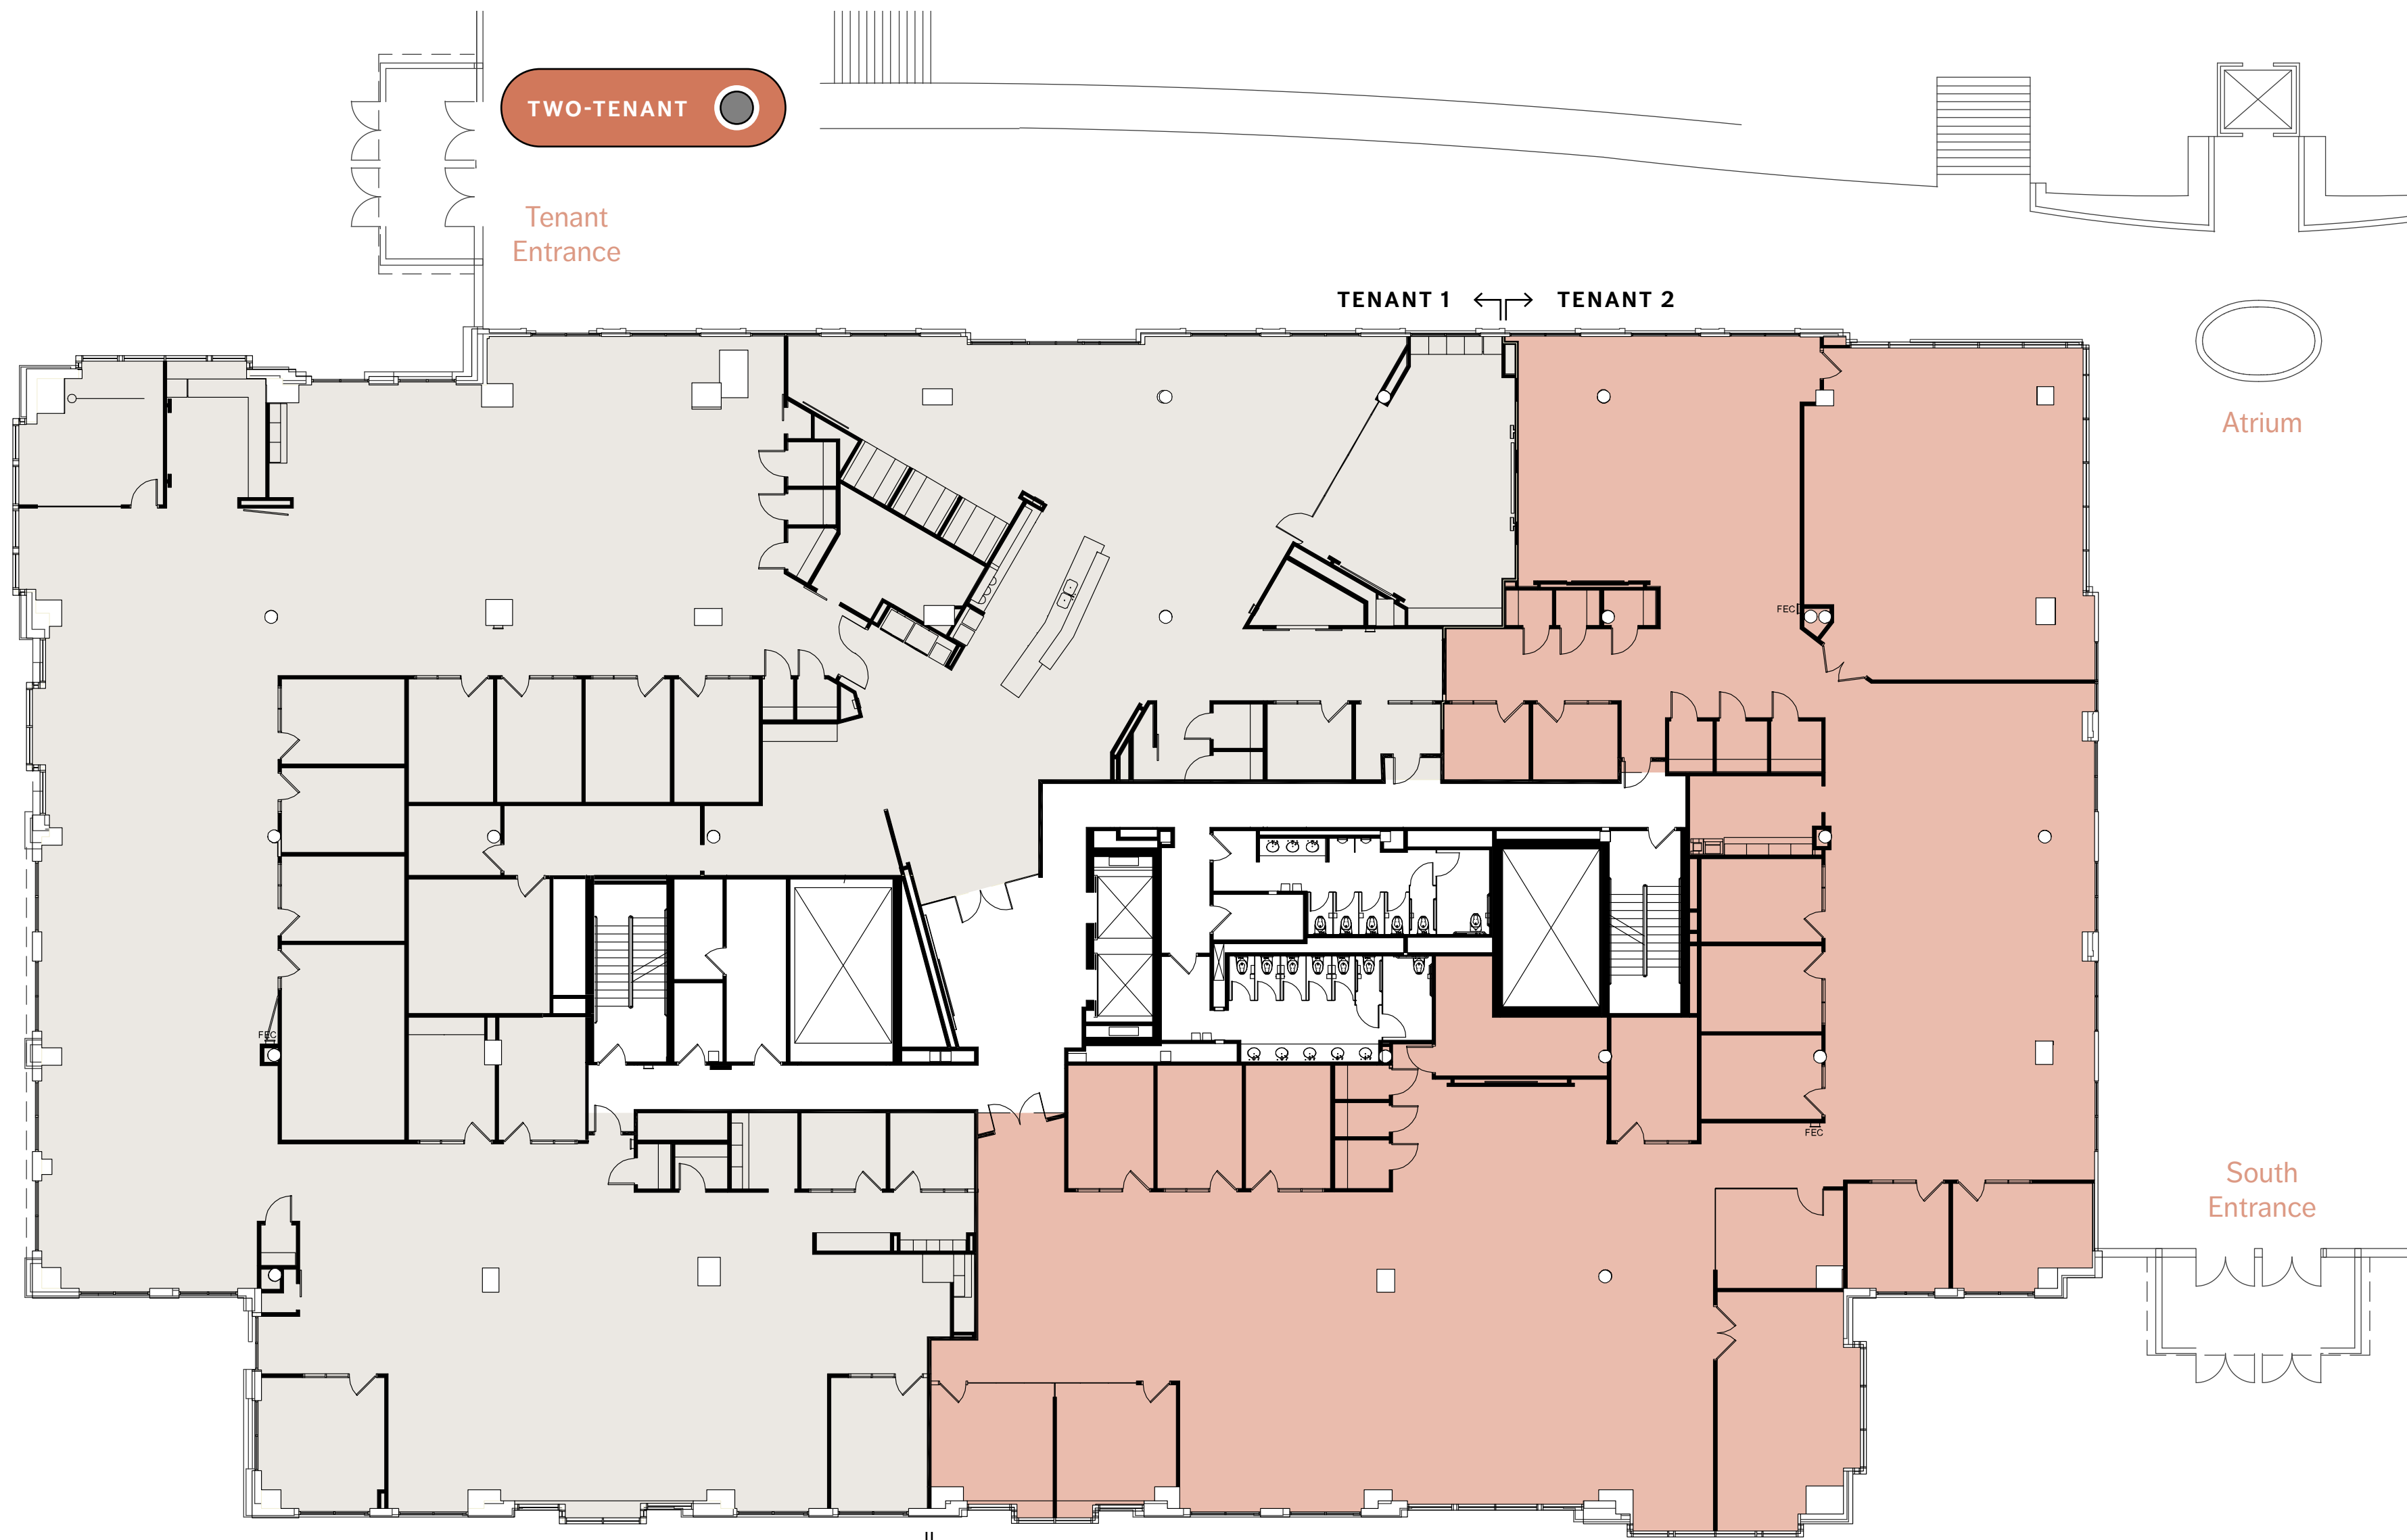 TWO-TENANT
Tenant
Entrance
TENANT 1
TENANT 2
Atrium
FEC
FEC
FEC
South
Entrance